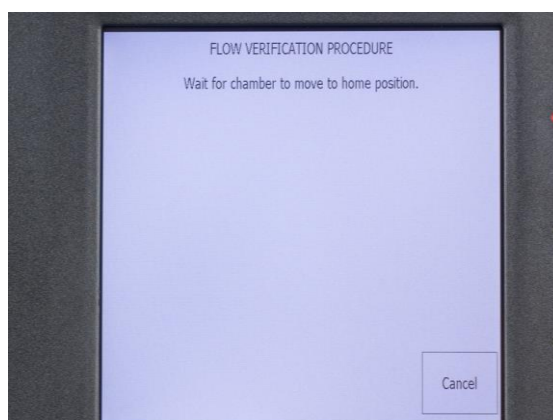 FLOW VERIFICATION PROCEDURE
Wait for chamber to move to home position.
Cancel